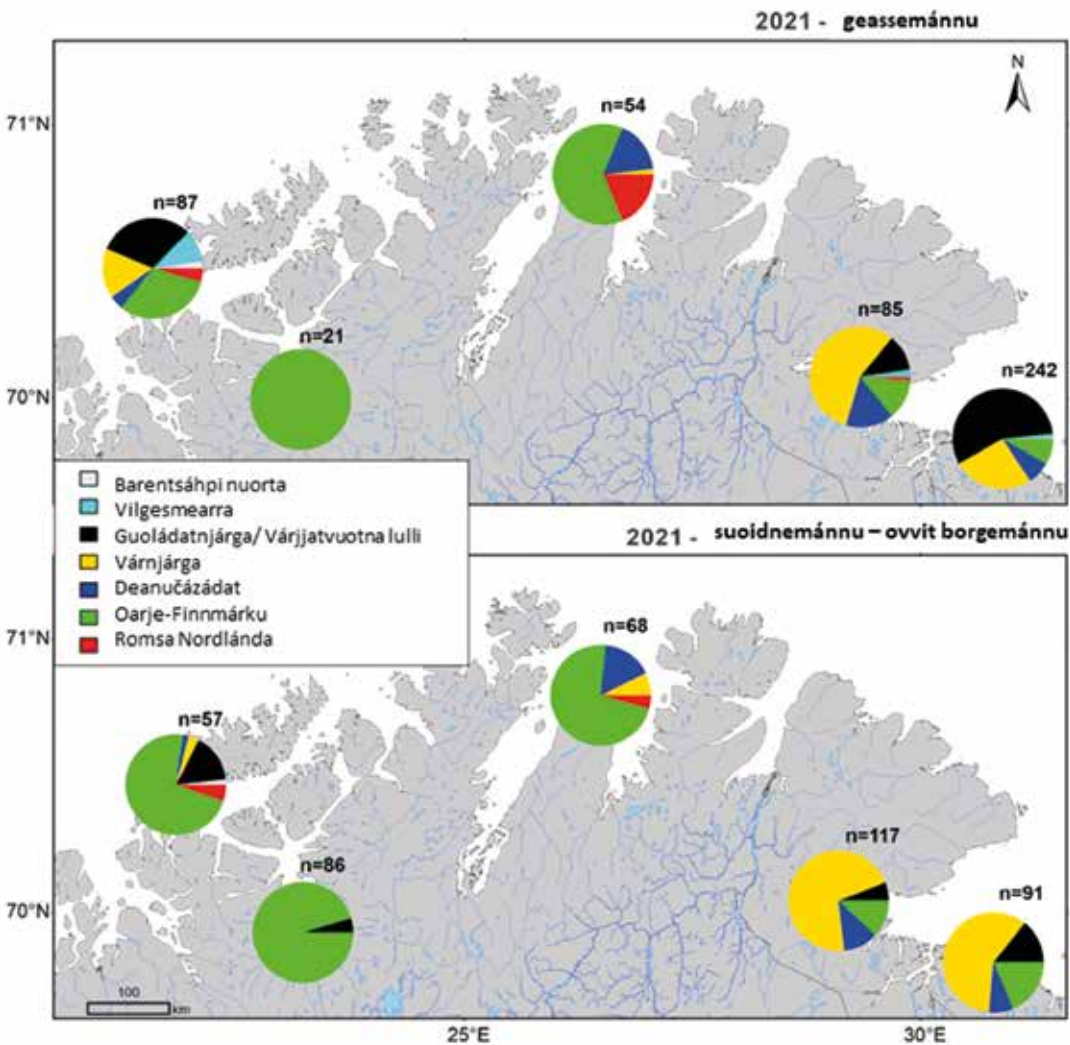 2021 - geassemánnu
N
71°N
n=54
n=87
n=85
n=21
70°N
n=242
Barentsáhpi nuorta
Vilgesmearra
Guoládatnjárga/ Várjjatvuotna lulli
Várnjárga
Deanučázádat
Oarje-Finnmárku
Romsa Nordlánda
2021 - suoidnemánnu – ovvit borgemánnu
71°N
n=68
n=57
n=117
n=86
n=91
70°N
100
km
25°E
30°E